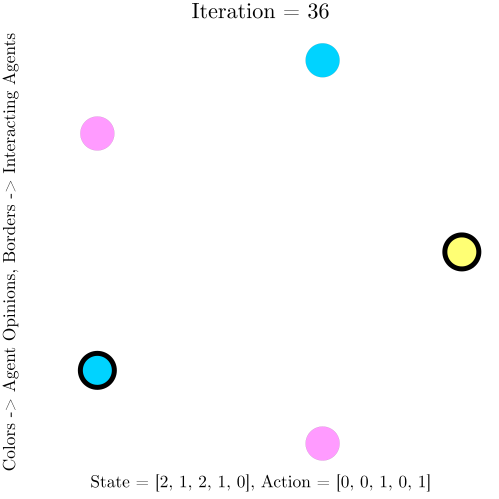 Iteration = 36
Colors -> Agent Opinions, Borders -> Interacting Agents
State = [2, 1, 2, 1, 0], Action = [0, 0, 1, 0, 1]